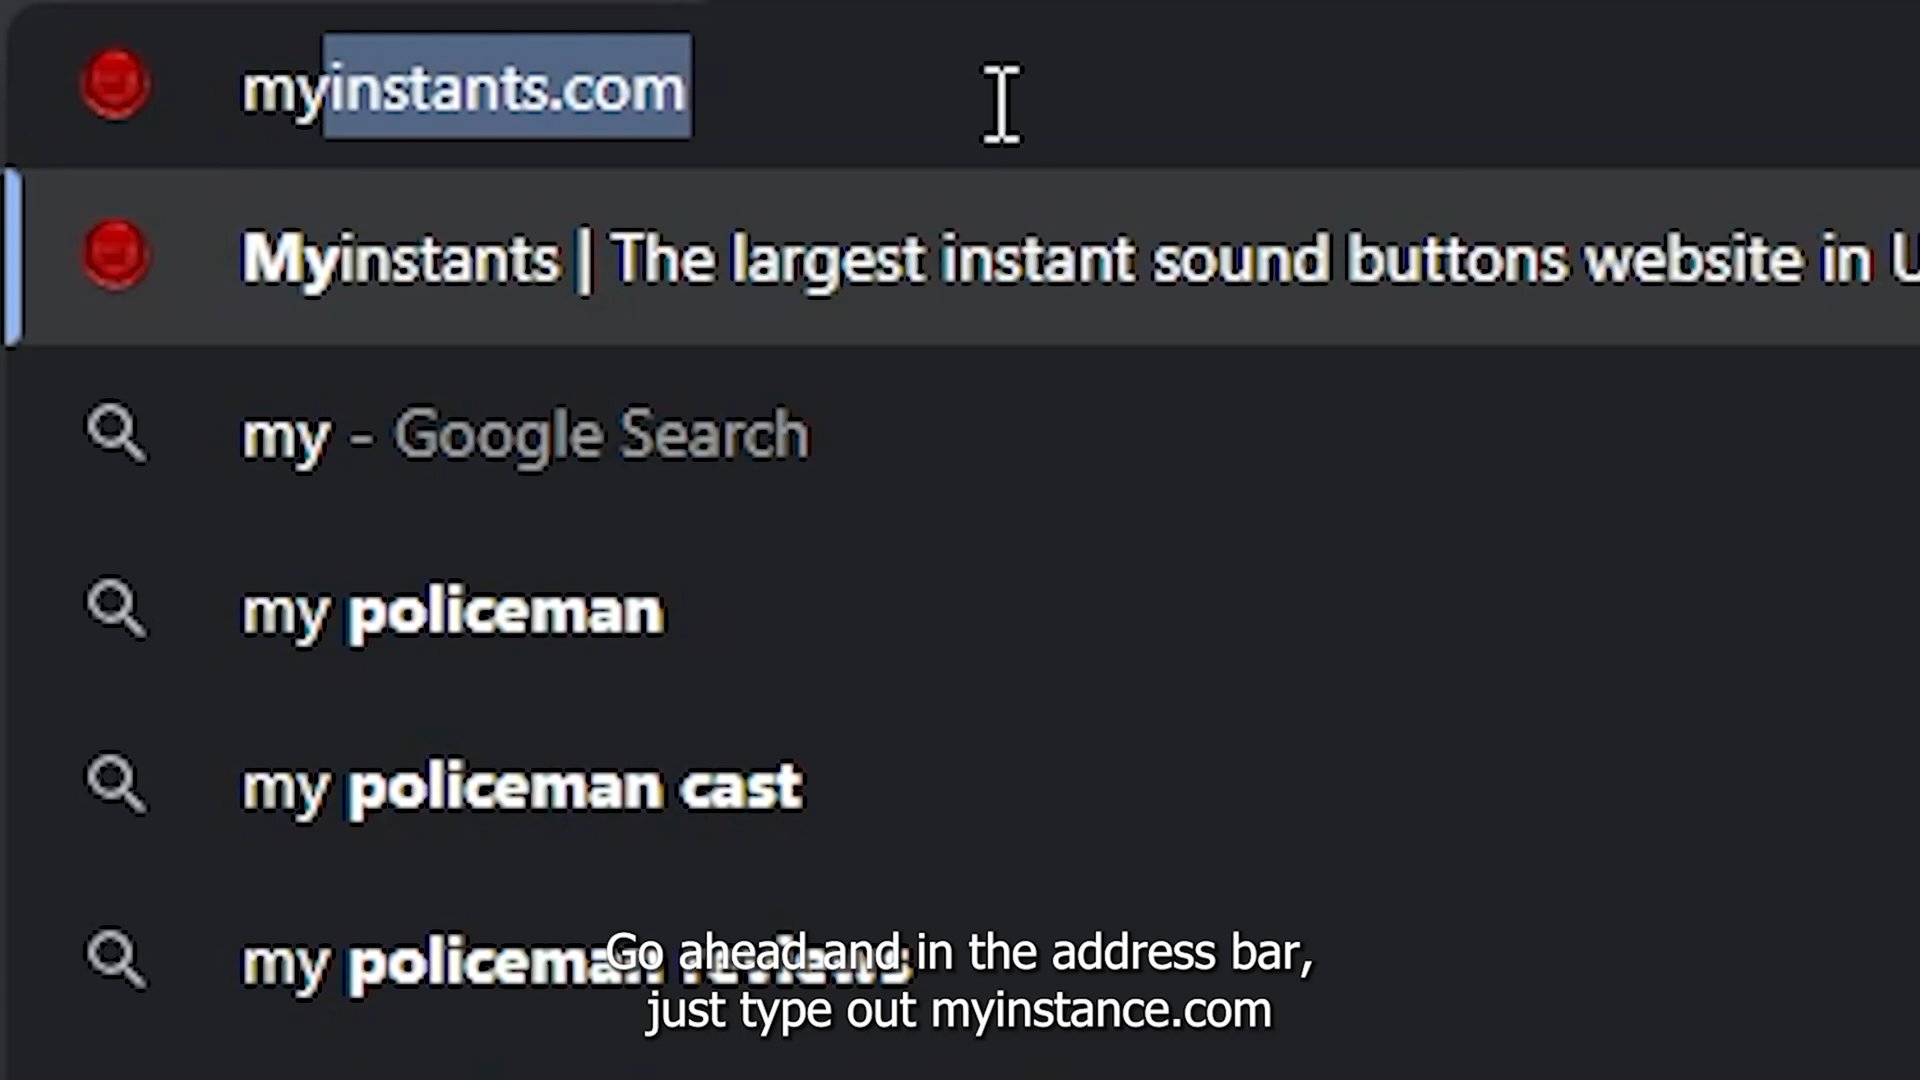 myinstants.com
Myinstants | The largest instant sound buttons website in U
my - Google Search
my policeman
my policeman cast
my policeman reviews
Go ahead and in the address bar,
just type out myinstance.com